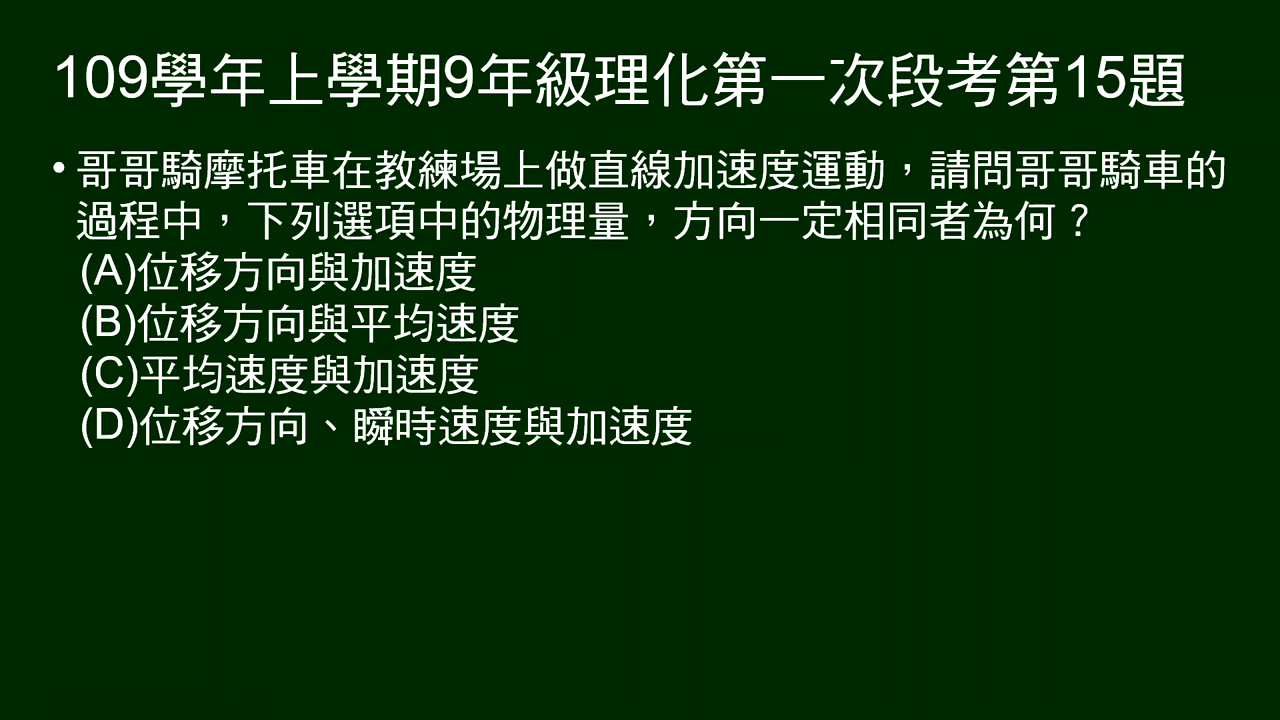 109學年上學期9年級理化第一次段考第15題
• 哥哥騎摩托車在教練場上做直線加速度運動，請問哥哥騎車的
過程中，下列選項中的物理量，方向一定相同者為何？
(A)位移方向與加速度
(B)位移方向與平均速度
(C)平均速度與加速度
(D)位移方向、瞬時速度與加速度